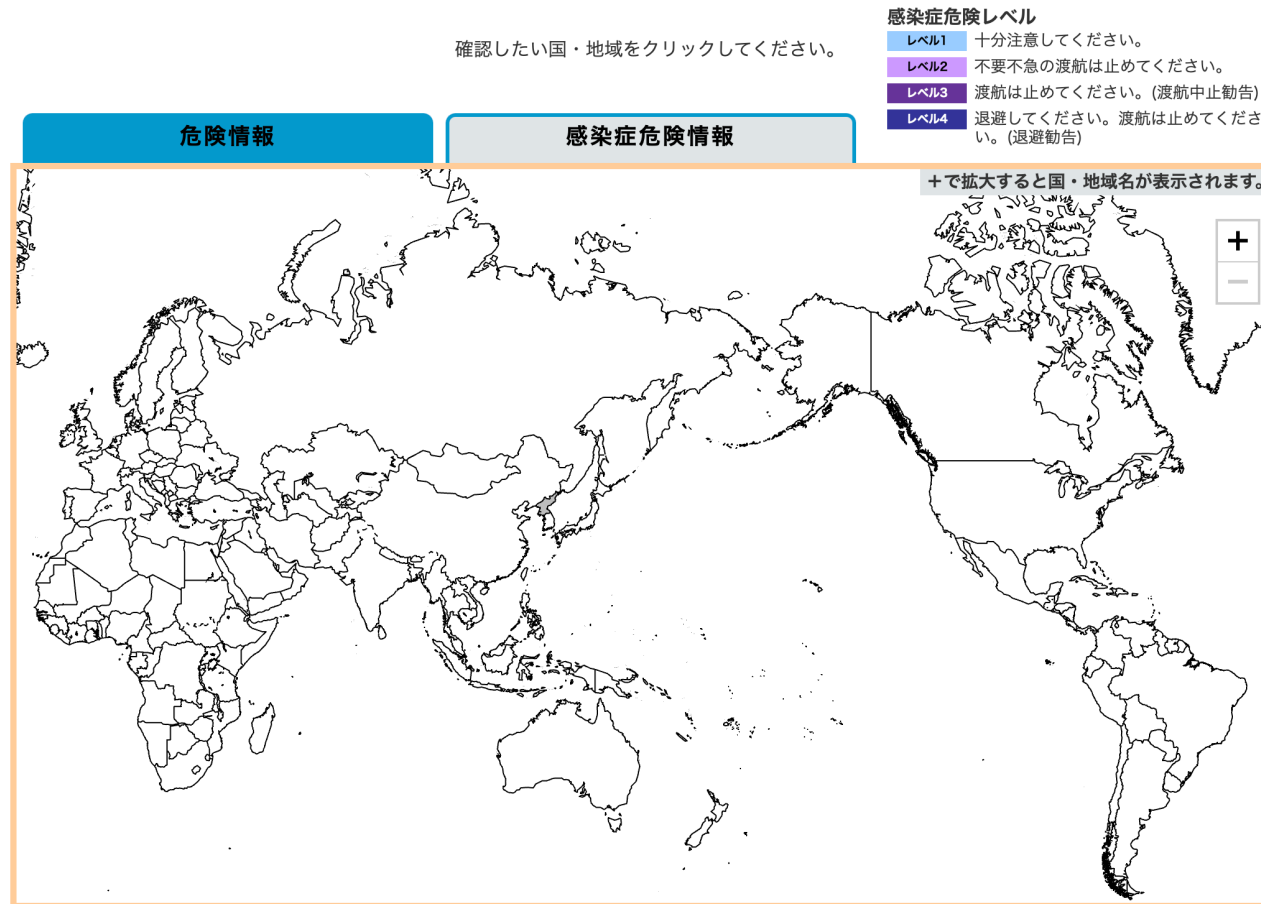 確認したい国・地域をクリックしてください。
感染症危険レベル
レベル1 十分注意してください。
レベル2 不要不急の渡航は止めてください。
レベル3 渡航は止めてください。(渡航中止勧告)
レベル4 退避してください。渡航は止めてくださ
い。(退避勧告)
危険情報
感染症危険情報
+で拡大すると国・地域名が表示されます。
+
−